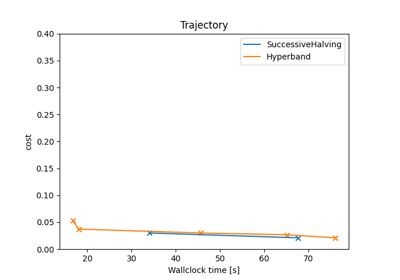 Trajectory
SuccessiveHalving
Hyperband
cost
0.40
0.35
0.30
0.25
0.20
0.15
0.10
0.05
0.00
20 30 40 50 60 70
Wallclock time [s]